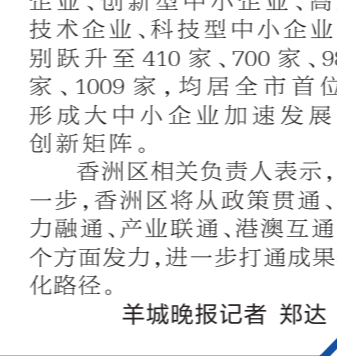 企业、创新型中小企业、高
技术企业、科技型中小企业
别跃升至410家、700家、98
家、1009家,均居全市首位
形成大中小企业加速发展
创新矩阵。
香洲区相关负责人表示,
一步,香洲区将从政策贯通、
力融通、产业联通、港澳互通
个方面发力,进一步打通成果
化路径。
羊城晚报记者 郑达